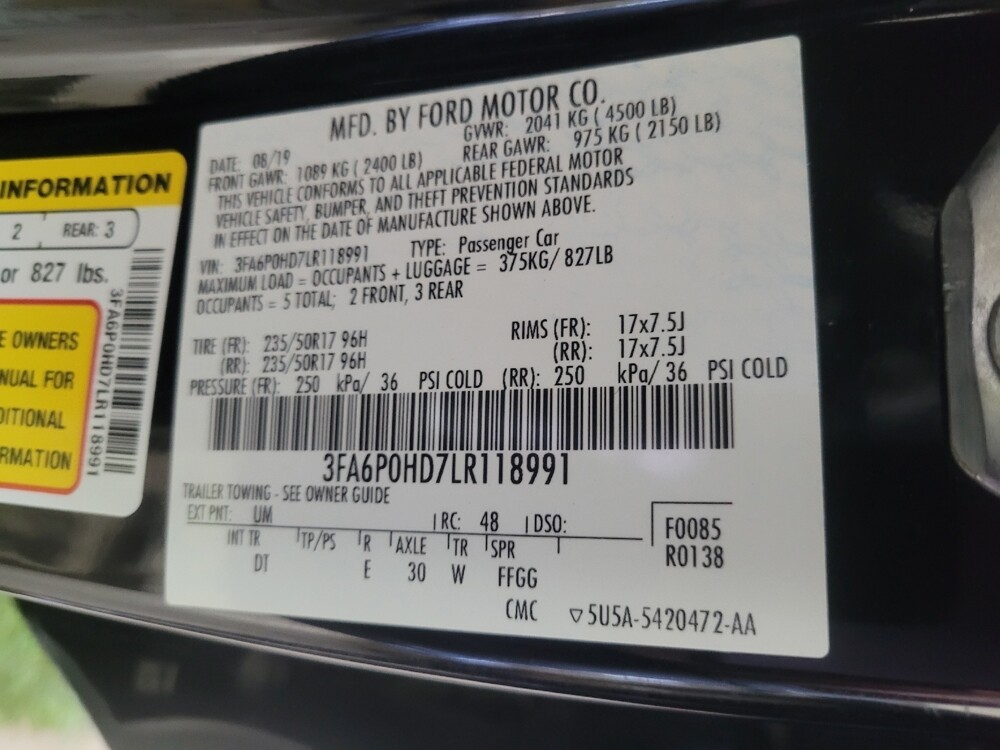 INFORMATION
2 REAR: 3
or 827 lbs.
E OWNERS
NUAL FOR
DITIONAL
RMATION
3FA6P0HD7LR118991
MFD. BY FORD MOTOR CO.
DATE: 08/19 GVWR: 2041 KG ( 4500 LB)
FRONT GAWR: 1089 KG ( 2400 LB) REAR GAWR: 975 KG ( 2150 LB)
THIS VEHICLE CONFORMS TO ALL APPLICABLE FEDERAL MOTOR
VEHICLE SAFETY, BUMPER, AND THEFT PREVENTION STANDARDS
IN EFFECT ON THE DATE OF MANUFACTURE SHOWN ABOVE.
VIN: 3FA6P0HD7LR118991 TYPE: Passenger Car
MAXIMUM LOAD = OCCUPANTS + LUGGAGE = 375KG/ 827LB
OCCUPANTS = 5 TOTAL; 2 FRONT, 3 REAR
TIRE (FR): 235/50R17 96H RIMS (FR): 17x7.5J
(RR): 235/50R17 96H (RR): 17x7.5J
PRESSURE (FR): 250 kPa/ 36 PSI COLD (RR): 250 kPa/ 36 PSI COLD
3FA6P0HD7LR118991
TRAILER TOWING - SEE OWNER GUIDE
EXT PNT: UM RC: 48 DSO: F0085
R0138
INT TR TP/PS R AXLE TR SPR
DT E 30 W FFGG
CMC ▽5U5A-5420472-AA